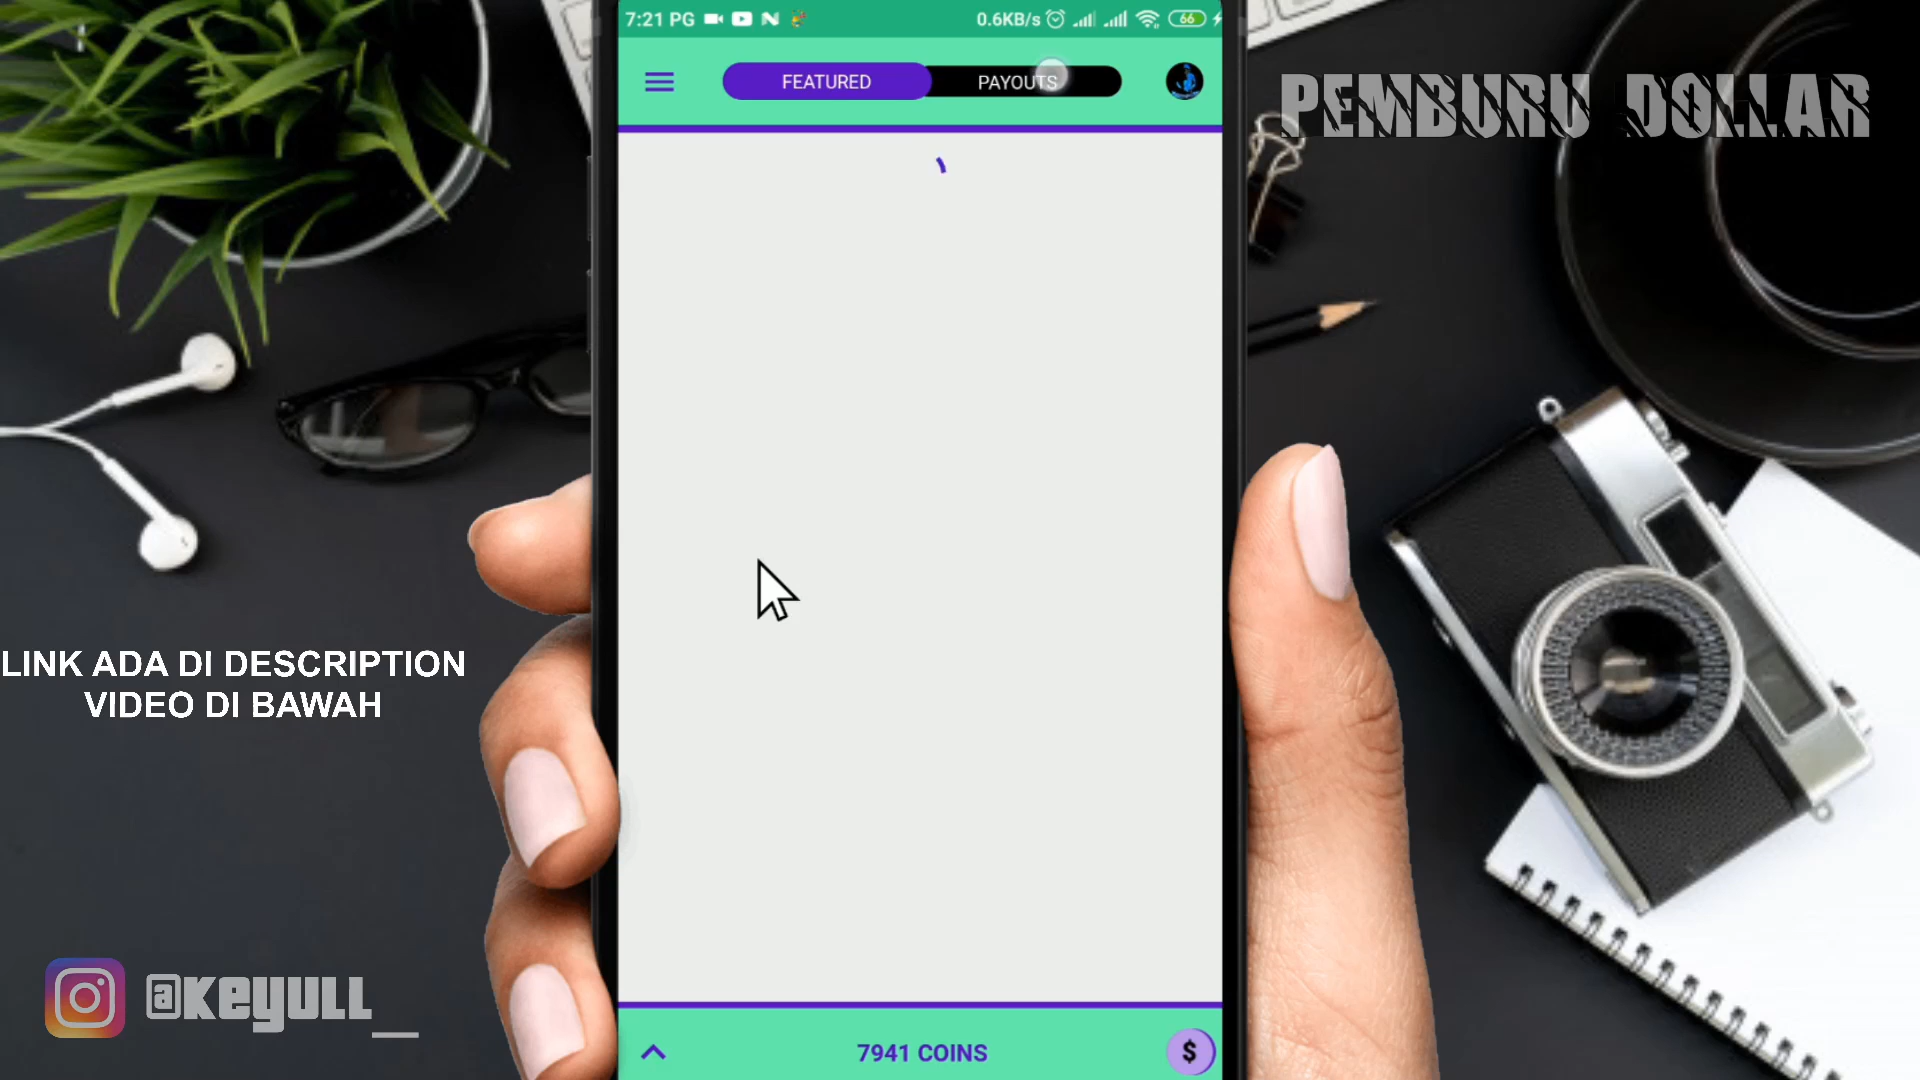 7:21 PG
0.6KB/s
66
FEATURED
PAYOUTS
PEMBURU DOLLAR
LINK ADA DI DESCRIPTION
VIDEO DI BAWAH
@KEYULL_
7941 COINS
$